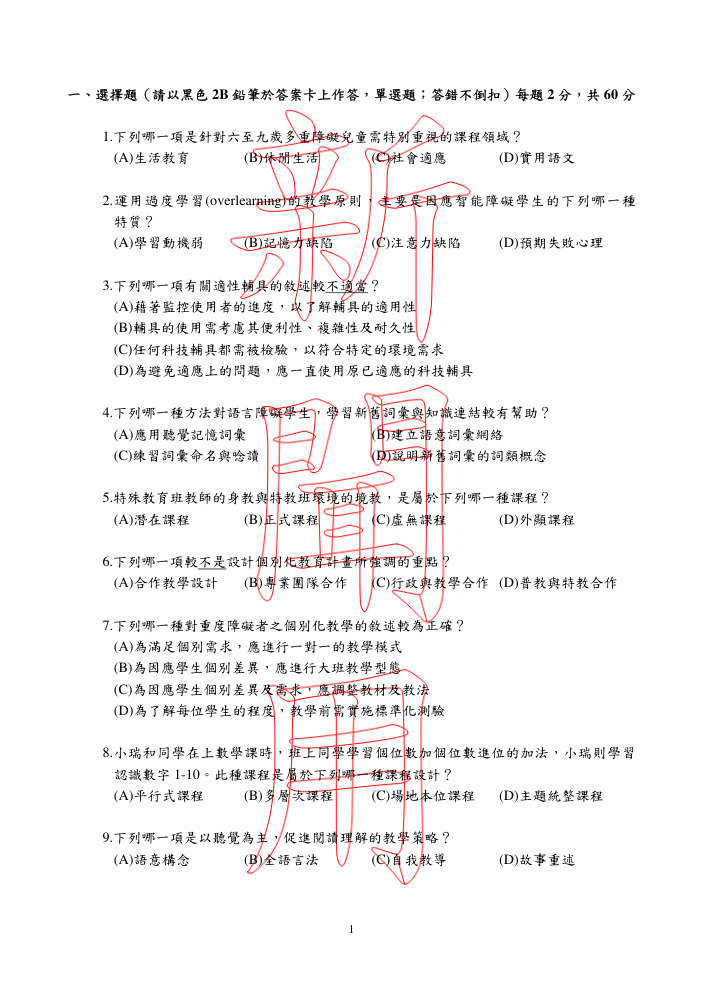 一、選擇題（請以黑色 2B 鉛筆於答案卡上作答，單選題；答錯不倒扣）每題 2 分，共 60 分
1.下列哪一項是針對六至九歲多重障礙兒童需特別重視的課程領域？
(A)生活教育 (B)休閒生活 (C)社會適應 (D)實用語文
2.運用過度學習(overlearning)的教學原則，主要是因應智能障礙學生的下列哪一種
特質？
(A)學習動機弱 (B)記憶力缺陷 (C)注意力缺陷 (D)預期失敗心理
3.下列哪一項有關適性輔具的敘述較不適當？
(A)藉著監控使用者的進度，以了解輔具的適用性
(B)輔具的使用需考慮其便利性、複雜性及耐久性
(C)任何科技輔具都需被檢驗，以符合特定的環境需求
(D)為避免適應上的問題，應一直使用原已適應的科技輔具
4.下列哪一種方法對語言障礙學生，學習新舊詞彙與知識連結較有幫助？
(A)應用聽覺記憶詞彙 (B)建立語意詞彙網絡
(C)練習詞彙命名與唸讀 (D)說明新舊詞彙的詞類概念
5.特殊教育班教師的身教與特教班環境的境教，是屬於下列哪一種課程？
(A)潛在課程 (B)正式課程 (C)虛無課程 (D)外顯課程
6.下列哪一項較不是設計個別化教育計畫所強調的重點？
(A)合作教學設計 (B)專業團隊合作 (C)行政與教學合作 (D)普教與特教合作
7.下列哪一種對重度障礙者之個別化教學的敘述較為正確？
(A)為滿足個別需求，應進行一對一的教學模式
(B)為因應學生個別差異，應進行大班教學型態
(C)為因應學生個別差異及需求，應調整教材及教法
(D)為了解每位學生的程度，教學前需實施標準化測驗
8.小瑞和同學在上數學課時，班上同學學習個位數加個位數進位的加法，小瑞則學習
認識數字 1-10。此種課程是屬於下列哪一種課程設計？
(A)平行式課程 (B)多層次課程 (C)場地本位課程 (D)主題統整課程
9.下列哪一項是以聽覺為主，促進閱讀理解的教學策略？
(A)語意構念 (B)全語言法 (C)自我教導 (D)故事重述
1